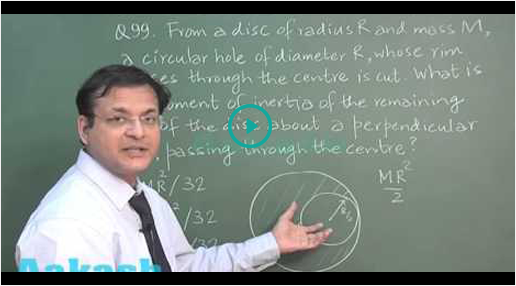 Q99. From a disc of radius R and mass M,
a circular hole of diameter R, whose rim
through the centre is cut. What is
of inertia of the remaining
of the disc about a perpendicular
passing through the centre?
MR²/32
²/32
/32
MR²
2
Aakash